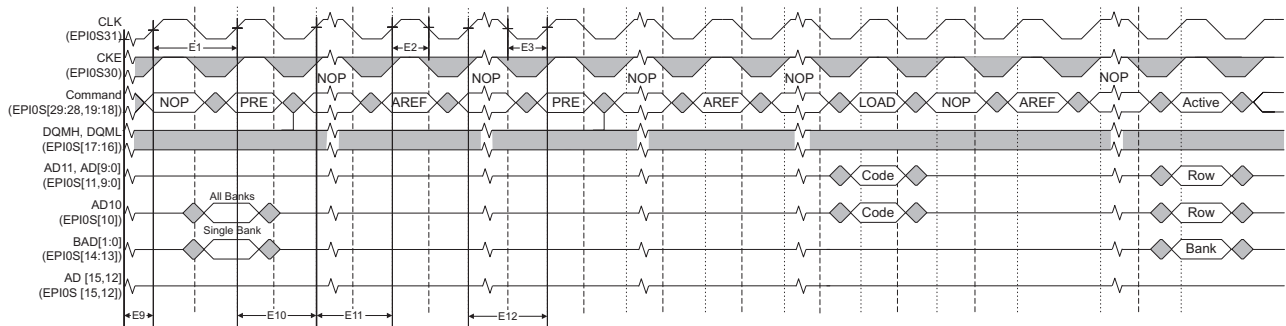 CLK
(EPI0S31)
E1
E2
E3
CKE
(EPI0S30)
NOP
NOP
NOP
NOP
NOP
Command
(EPI0S[29:28,19:18])
NOP
PRE
AREF
PRE
AREF
LOAD
NOP
AREF
Active
DQMH, DQML
(EPI0S[17:16])
AD11, AD[9:0]
(EPI0S[11,9:0])
Code
Row
All Banks
AD10
(EPI0S[10])
Code
Row
Single Bank
BAD[1:0]
(EPI0S[14:13])
Bank
AD [15,12]
(EPI0S [15,12])
E9
E10
E11
E12